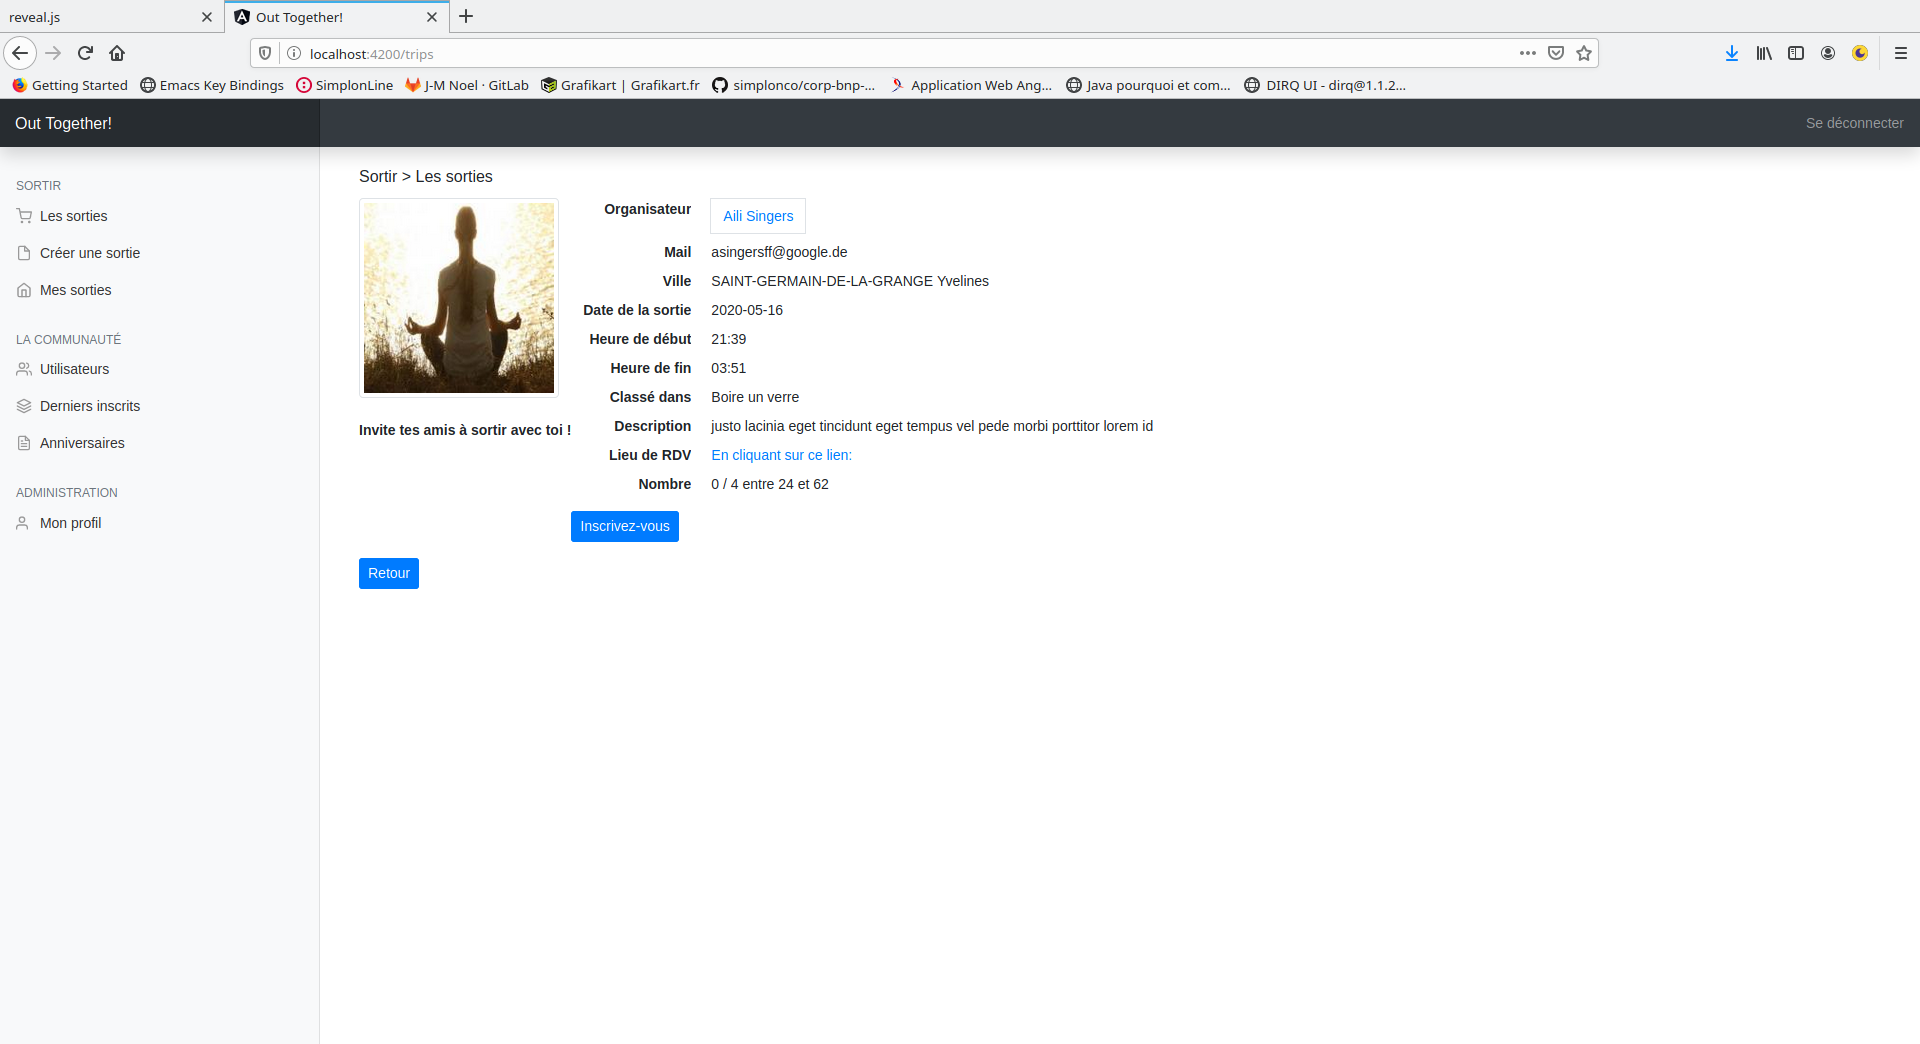 reveal.js
Out Together!
localhost:4200/trips
Getting Started
Emacs Key Bindings
SimplonLine
J-M Noel · GitLab
Grafikart | Grafikart.fr
simplonco/corp-bnp-...
Application Web Ang...
Java pourquoi et com...
DIRQ UI - dirq@1.1.2...
Out Together!
Se déconnecter
SORTIR
Les sorties
Créer une sortie
Mes sorties
LA COMMUNAUTÉ
Utilisateurs
Derniers inscrits
Anniversaires
ADMINISTRATION
Mon profil
Sortir > Les sorties
Invite tes amis à sortir avec toi !
Organisateur Aili Singers
Mail asingersff@google.de
Ville SAINT-GERMAIN-DE-LA-GRANGE Yvelines
Date de la sortie 2020-05-16
Heure de début 21:39
Heure de fin 03:51
Classé dans Boire un verre
Description justo lacinia eget tincidunt eget tempus vel pede morbi porttitor lorem id
Lieu de RDV En cliquant sur ce lien:
Nombre 0 / 4 entre 24 et 62
Inscrivez-vous
Retour